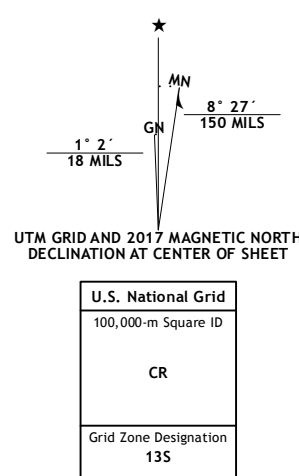 ★
MN
8° 27´
150 MILS
GN
1° 2´
18 MILS
UTM GRID AND 2017 MAGNETIC NORTH
DECLINATION AT CENTER OF SHEET
U.S. National Grid
100,000-m Square ID
CR
Grid Zone Designation
13S